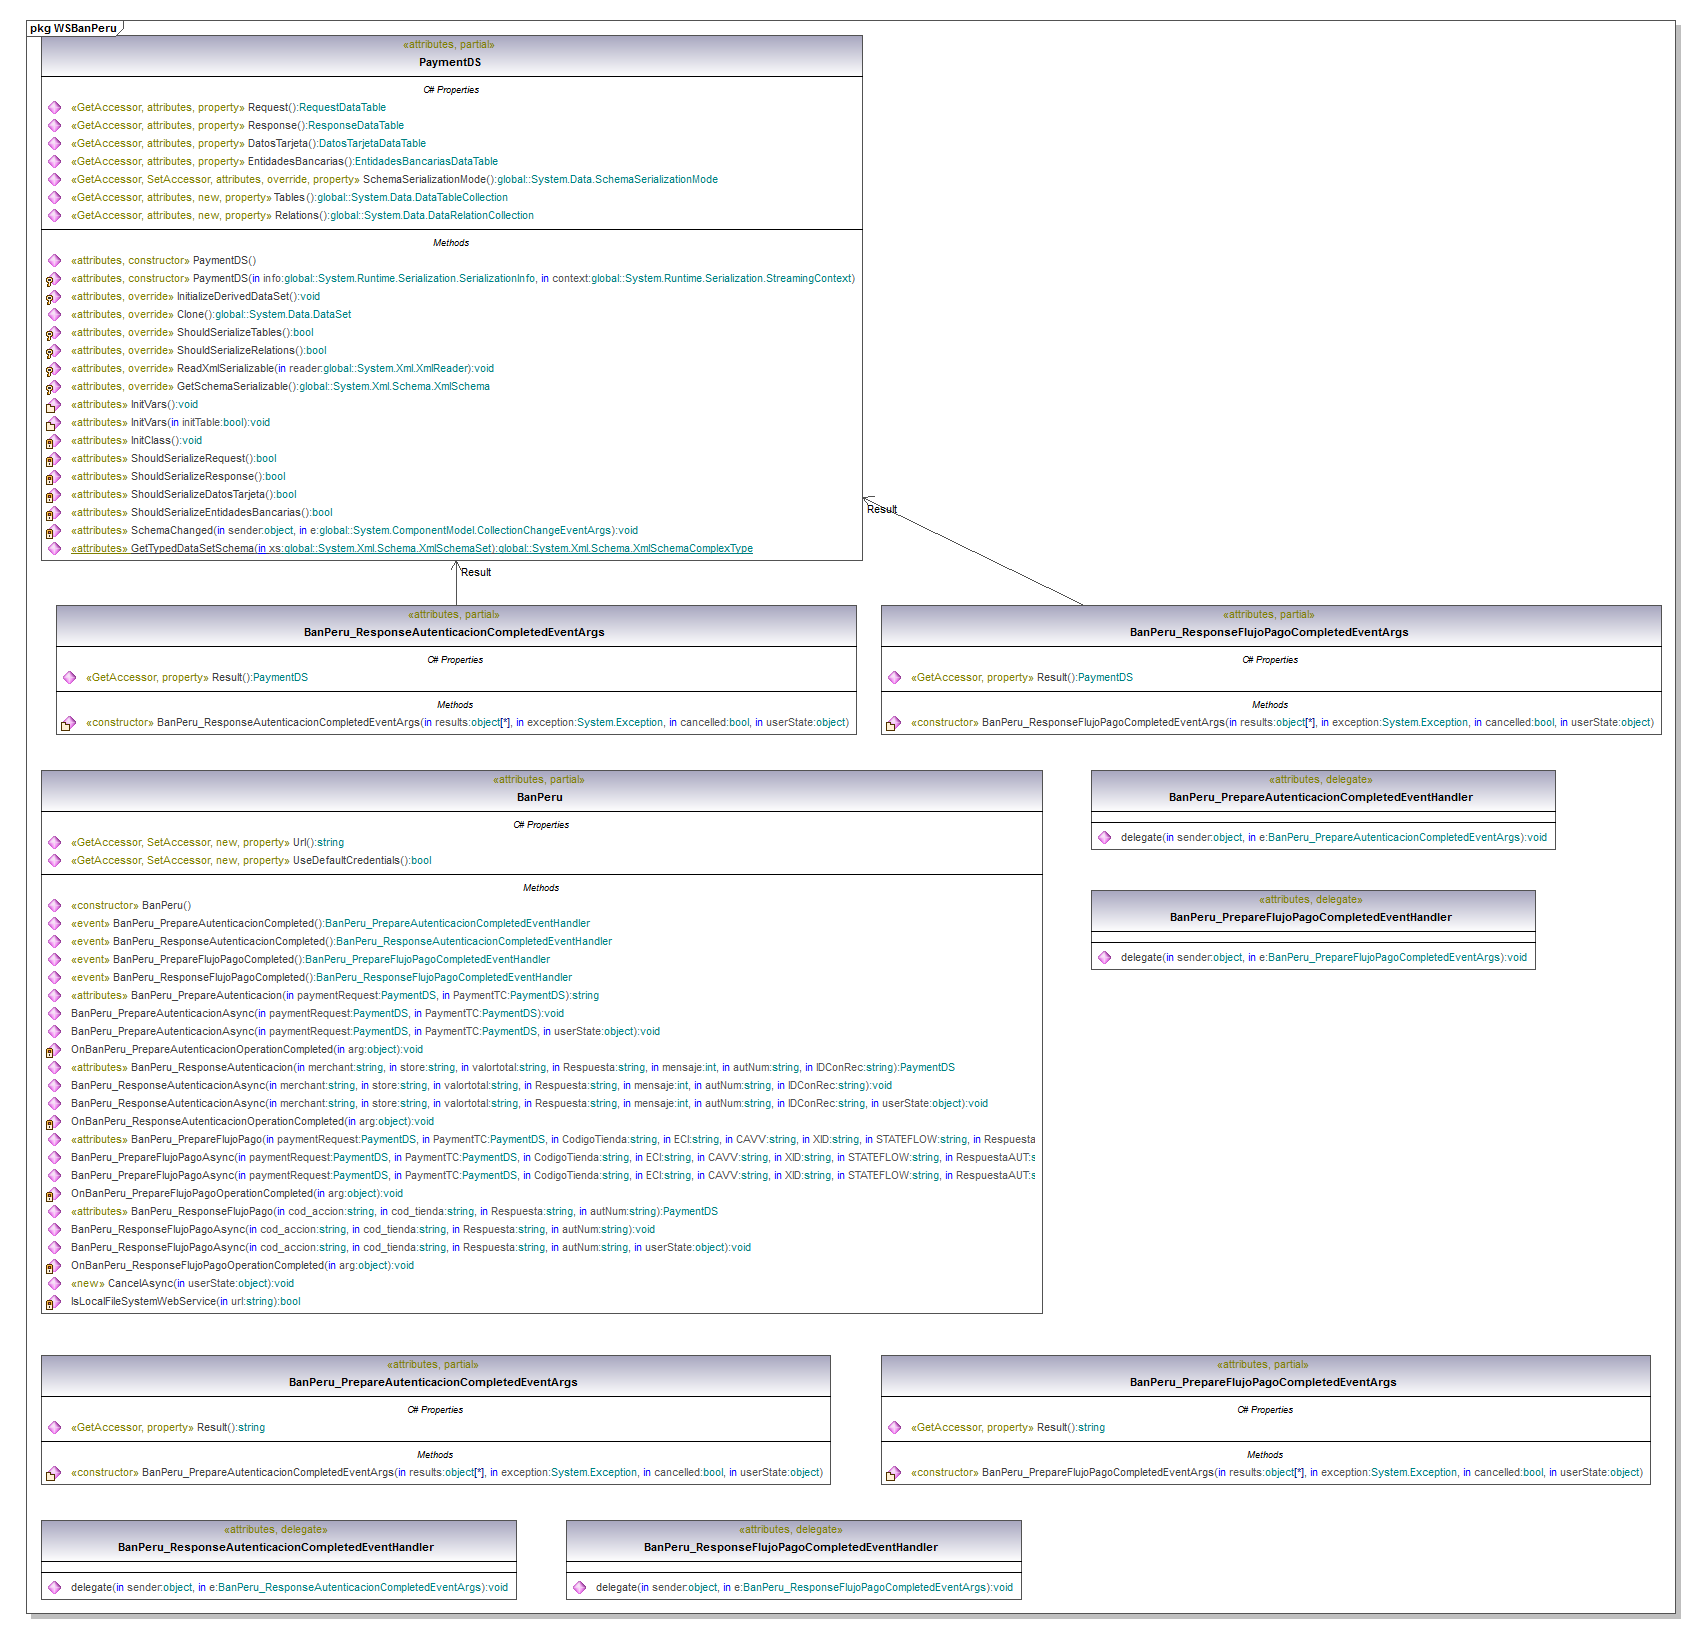 pkg WSBanPeru
«attributes, partial»
PaymentDS
C# Properties
«GetAccessor, attributes, property» Request():RequestDataTable
«GetAccessor, attributes, property» Response():ResponseDataTable
«GetAccessor, attributes, property» DatosTarjeta():DatosTarjetaDataTable
«GetAccessor, attributes, property» EntidadesBancarias():EntidadesBancariasDataTable
«GetAccessor, SetAccessor, attributes, override, property» SchemaSerializationMode():global::System.Data.SchemaSerializationMode
«GetAccessor, attributes, new, property» Tables():global::System.Data.DataTableCollection
«GetAccessor, attributes, new, property» Relations():global::System.Data.DataRelationCollection
Methods
«attributes, constructor» PaymentDS()
«attributes, constructor» PaymentDS(in info:global::System.Runtime.Serialization.SerializationInfo, in context:global::System.Runtime.Serialization.StreamingContext)
«attributes, override» InitializeDerivedDataSet():void
«attributes, override» Clone():global::System.Data.DataSet
«attributes, override» ShouldSerializeTables():bool
«attributes, override» ShouldSerializeRelations():bool
«attributes, override» ReadXmlSerializable(in reader:global::System.Xml.XmlReader):void
«attributes, override» GetSchemaSerializable():global::System.Xml.Schema.XmlSchema
«attributes» InitVars():void
«attributes» InitVars(in initTable:bool):void
«attributes» InitClass():void
«attributes» ShouldSerializeRequest():bool
«attributes» ShouldSerializeResponse():bool
«attributes» ShouldSerializeDatosTarjeta():bool
«attributes» ShouldSerializeEntidadesBancarias():bool
«attributes» SchemaChanged(in sender:object, in e:global::System.ComponentModel.CollectionChangeEventArgs):void
«attributes» GetTypedDataSetSchema(in xs:global::System.Xml.Schema.XmlSchemaSet):global::System.Xml.Schema.XmlSchemaComplexType
Result
Result
«attributes, partial»
BanPeru_ResponseAutenticacionCompletedEventArgs
C# Properties
«GetAccessor, property» Result():PaymentDS
Methods
«constructor» BanPeru_ResponseAutenticacionCompletedEventArgs(in results:object[*], in exception:System.Exception, in cancelled:bool, in userState:object)
«attributes, partial»
BanPeru_ResponseFlujoPagoCompletedEventArgs
C# Properties
«GetAccessor, property» Result():PaymentDS
Methods
«constructor» BanPeru_ResponseFlujoPagoCompletedEventArgs(in results:object[*], in exception:System.Exception, in cancelled:bool, in userState:object)
«attributes, partial»
BanPeru
C# Properties
«GetAccessor, SetAccessor, new, property» Url():string
«GetAccessor, SetAccessor, new, property» UseDefaultCredentials():bool
Methods
«constructor» BanPeru()
«event» BanPeru_PrepareAutenticacionCompleted():BanPeru_PrepareAutenticacionCompletedEventHandler
«event» BanPeru_ResponseAutenticacionCompleted():BanPeru_ResponseAutenticacionCompletedEventHandler
«event» BanPeru_PrepareFlujoPagoCompleted():BanPeru_PrepareFlujoPagoCompletedEventHandler
«event» BanPeru_ResponseFlujoPagoCompleted():BanPeru_ResponseFlujoPagoCompletedEventHandler
«attributes» BanPeru_PrepareAutenticacion(in paymentRequest:PaymentDS, in PaymentTC:PaymentDS):string
BanPeru_PrepareAutenticacionAsync(in paymentRequest:PaymentDS, in PaymentTC:PaymentDS):void
BanPeru_PrepareAutenticacionAsync(in paymentRequest:PaymentDS, in PaymentTC:PaymentDS, in userState:object):void
OnBanPeru_PrepareAutenticacionOperationCompleted(in arg:object):void
«attributes» BanPeru_ResponseAutenticacion(in merchant:string, in store:string, in valortotal:string, in Respuesta:string, in mensaje:int, in autNum:string, in IDConRec:string):PaymentDS
BanPeru_ResponseAutenticacionAsync(in merchant:string, in store:string, in valortotal:string, in Respuesta:string, in mensaje:int, in autNum:string, in IDConRec:string):void
BanPeru_ResponseAutenticacionAsync(in merchant:string, in store:string, in valortotal:string, in Respuesta:string, in mensaje:int, in autNum:string, in IDConRec:string, in userState:object):void
OnBanPeru_ResponseAutenticacionOperationCompleted(in arg:object):void
«attributes» BanPeru_PrepareFlujoPago(in paymentRequest:PaymentDS, in PaymentTC:PaymentDS, in CodigoTienda:string, in ECI:string, in CAVV:string, in XID:string, in STATEFLOW:string, in Respuesta
BanPeru_PrepareFlujoPagoAsync(in paymentRequest:PaymentDS, in PaymentTC:PaymentDS, in CodigoTienda:string, in ECI:string, in CAVV:string, in XID:string, in STATEFLOW:string, in RespuestaAUT:s
BanPeru_PrepareFlujoPagoAsync(in paymentRequest:PaymentDS, in PaymentTC:PaymentDS, in CodigoTienda:string, in ECI:string, in CAVV:string, in XID:string, in STATEFLOW:string, in RespuestaAUT:s
OnBanPeru_PrepareFlujoPagoOperationCompleted(in arg:object):void
«attributes» BanPeru_ResponseFlujoPago(in cod_accion:string, in cod_tienda:string, in Respuesta:string, in autNum:string):PaymentDS
BanPeru_ResponseFlujoPagoAsync(in cod_accion:string, in cod_tienda:string, in Respuesta:string, in autNum:string):void
BanPeru_ResponseFlujoPagoAsync(in cod_accion:string, in cod_tienda:string, in Respuesta:string, in autNum:string, in userState:object):void
OnBanPeru_ResponseFlujoPagoOperationCompleted(in arg:object):void
«new» CancelAsync(in userState:object):void
IsLocalFileSystemWebService(in url:string):bool
«attributes, delegate»
BanPeru_PrepareAutenticacionCompletedEventHandler
delegate(in sender:object, in e:BanPeru_PrepareAutenticacionCompletedEventArgs):void
«attributes, delegate»
BanPeru_PrepareFlujoPagoCompletedEventHandler
delegate(in sender:object, in e:BanPeru_PrepareFlujoPagoCompletedEventArgs):void
«attributes, partial»
BanPeru_PrepareAutenticacionCompletedEventArgs
C# Properties
«GetAccessor, property» Result():string
Methods
«constructor» BanPeru_PrepareAutenticacionCompletedEventArgs(in results:object[*], in exception:System.Exception, in cancelled:bool, in userState:object)
«attributes, partial»
BanPeru_PrepareFlujoPagoCompletedEventArgs
C# Properties
«GetAccessor, property» Result():string
Methods
«constructor» BanPeru_PrepareFlujoPagoCompletedEventArgs(in results:object[*], in exception:System.Exception, in cancelled:bool, in userState:object)
«attributes, delegate»
BanPeru_ResponseAutenticacionCompletedEventHandler
delegate(in sender:object, in e:BanPeru_ResponseAutenticacionCompletedEventArgs):void
«attributes, delegate»
BanPeru_ResponseFlujoPagoCompletedEventHandler
delegate(in sender:object, in e:BanPeru_ResponseFlujoPagoCompletedEventArgs):void